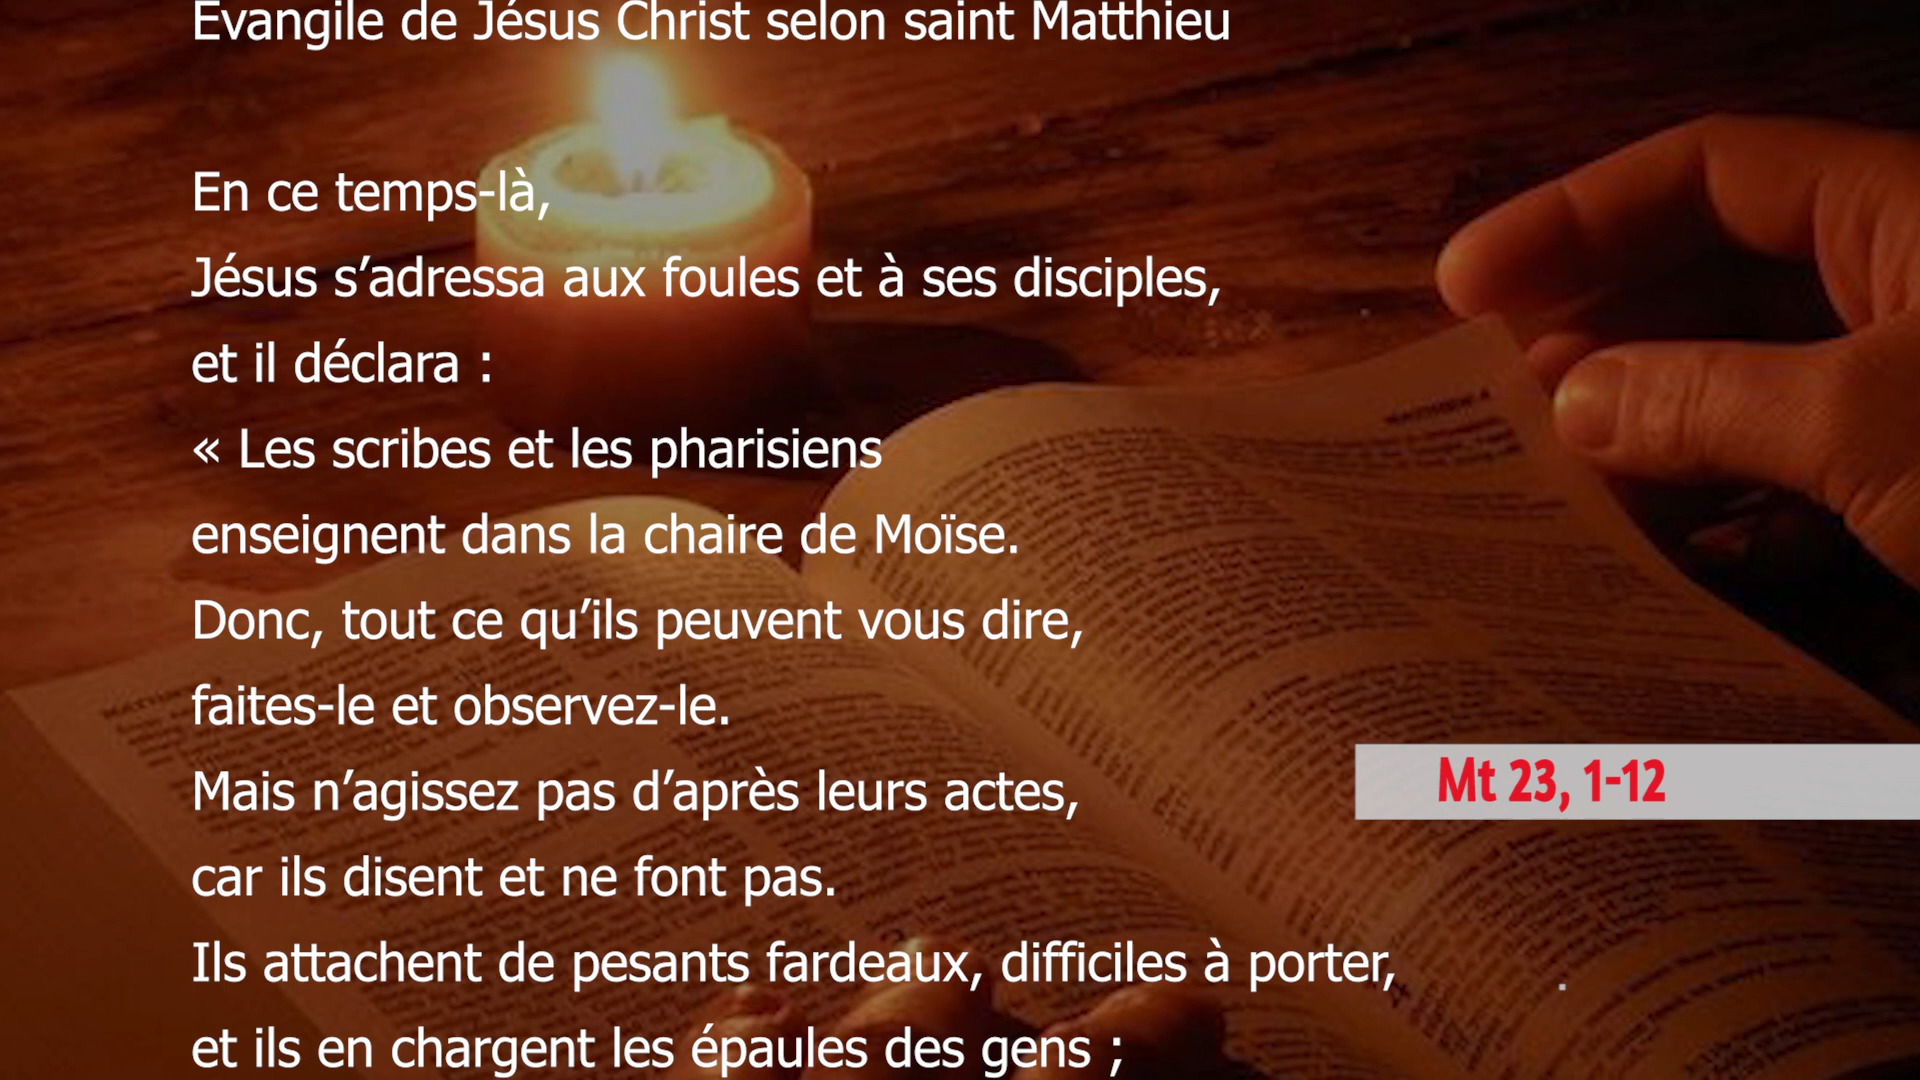 Evangile de Jésus Christ selon saint Matthieu
En ce temps-là,
Jésus s’adressa aux foules et à ses disciples,
et il déclara :
« Les scribes et les pharisiens
enseignent dans la chaire de Moïse.
Donc, tout ce qu’ils peuvent vous dire,
faites-le et observez-le.
Mais n’agissez pas d’après leurs actes,
car ils disent et ne font pas.
Ils attachent de pesants fardeaux, difficiles à porter,
et ils en chargent les épaules des gens ;
Mt 23, 1-12